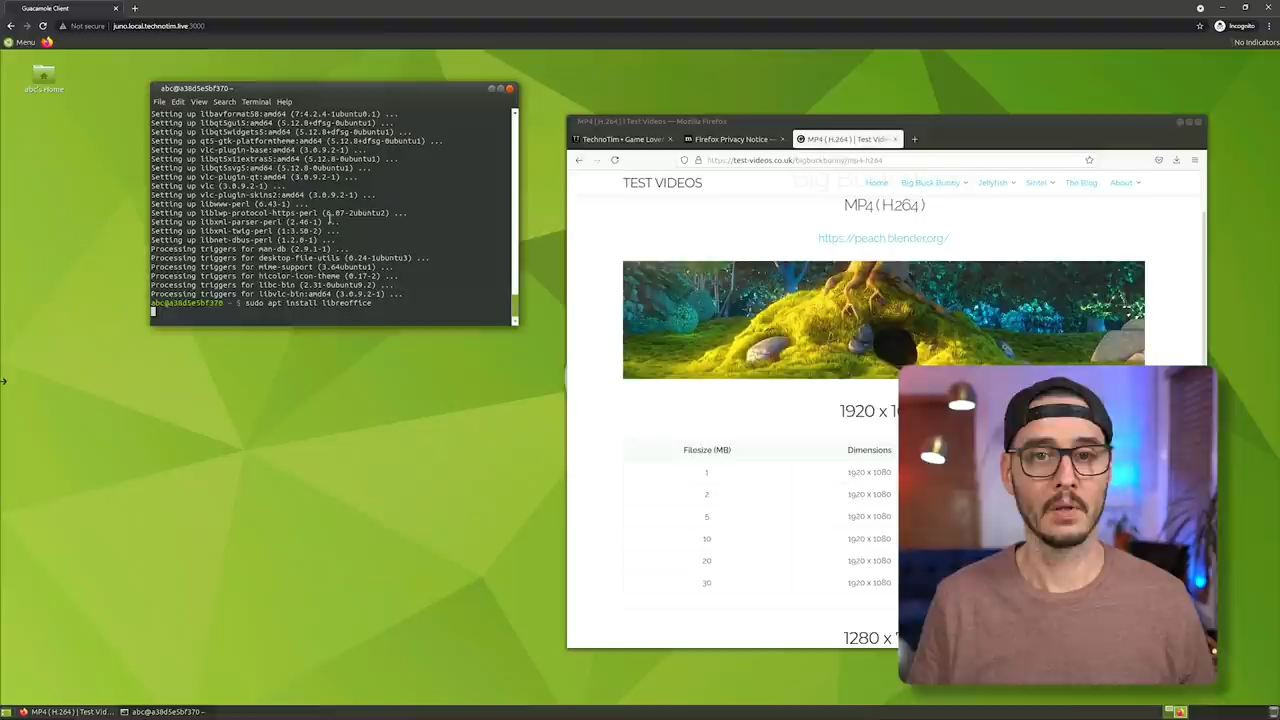 Guacamole Client
Not secure
juno.local.technotim.live:3000
Incognito
Menu
No Indicators
abc's Home
abc@a38d5e5bf370 ~
File Edit View Search Terminal Help
Setting up libavformat58:amd64 (7:4.2.4-1ubuntu0.1) ...
Setting up libqt5gui5:amd64 (5.12.8+dfsg-0ubuntu1) ...
Setting up libqt5widgets5:amd64 (5.12.8+dfsg-0ubuntu1) ...
Setting up qt5-gtk-platformtheme:amd64 (5.12.8+dfsg-0ubuntu1) ...
Setting up vlc-plugin-base:amd64 (3.0.9.2-1) ...
Setting up libqt5x11extras5:amd64 (5.12.8-0ubuntu1) ...
Setting up libqt5svg5:amd64 (5.12.8-0ubuntu1) ...
Setting up vlc-plugin-qt:amd64 (3.0.9.2-1) ...
Setting up vlc (3.0.9.2-1) ...
Setting up vlc-plugin-skins2:amd64 (3.0.9.2-1) ...
Setting up libwww-perl (6.43-1) ...
Setting up liblwp-protocol-https-perl (6.07-2ubuntu2) ...
Setting up libxml-parser-perl (2.46-1) ...
Setting up libxml-twig-perl (1:3.50-2) ...
Setting up libnet-dbus-perl (1.2.0-1) ...
Processing triggers for man-db (2.9.1-1) ...
Processing triggers for desktop-file-utils (0.24-1ubuntu3) ...
Processing triggers for mime-support (3.64ubuntu1) ...
Processing triggers for hicolor-icon-theme (0.17-2) ...
Processing triggers for libc-bin (2.31-0ubuntu9.2) ...
Processing triggers for libvlc-bin:amd64 (3.0.9.2-1) ...
abc@a38d5e5bf370 ~ $ sudo apt install libreoffice
MP4 ( H.264) | Test Videos — Mozilla Firefox
TechnoTim • Game Lover
Firefox Privacy Notice —
MP4 ( H.264) | Test Vide
https://test-videos.co.uk/bigbuckbunny/mp4-h264
TEST VIDEOS
Home Big Buck Bunny Jellyfish Sintel The Blog About
MP4 ( H.264 )
https://peach.blender.org/
1920 x 10
Filesize (MB) Dimensions
1 1920 x 1080
2 1920 x 1080
5 1920 x 1080
10 1920 x 1080
20 1920 x 1080
30 1920 x 1080
1280 x
MP4 ( H.264) | Test Vid...
abc@a38d5e5bf370 ~